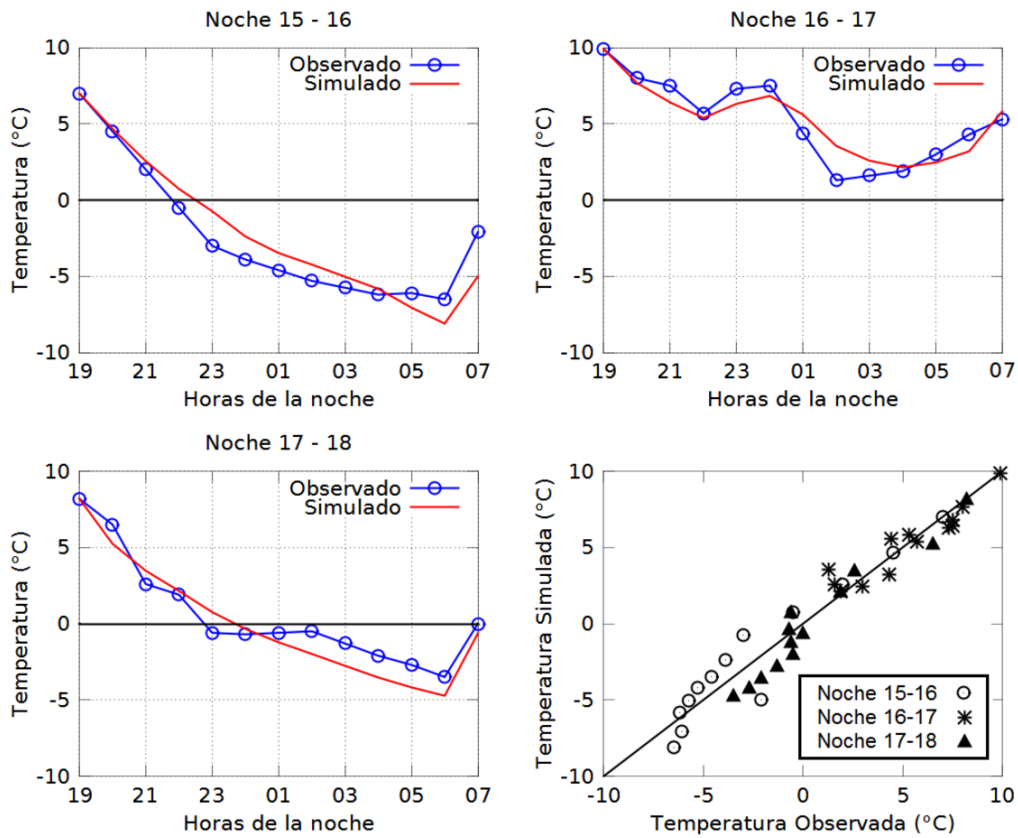 Noche 15 - 16
10
5
0
-5
-10
Temperatura (°C)
Observado
Simulado
19 21 23 01 03 05 07
Horas de la noche
Noche 16 - 17
10
5
0
-5
-10
Temperatura (°C)
Observado
Simulado
19 21 23 01 03 05 07
Horas de la noche
Noche 17 - 18
10
5
0
-5
-10
Temperatura (°C)
Observado
Simulado
19 21 23 01 03 05 07
Horas de la noche
10
5
0
-5
-10
Temperatura Simulada (°C)
Noche 15-16
Noche 16-17
Noche 17-18
-10 -5 0 5 10
Temperatura Observada (°C)